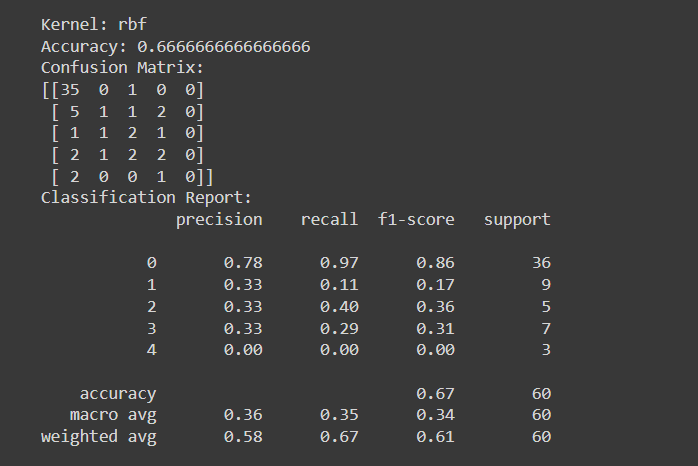 Kernel: rbf
Accuracy: 0.6666666666666666
Confusion Matrix:
[[35  0  1  0  0]
 [ 5  1  1  2  0]
 [ 1  1  2  1  0]
 [ 2  1  2  2  0]
 [ 2  0  0  1  0]]
Classification Report:
              precision    recall  f1-score   support

           0       0.78      0.97      0.86        36
           1       0.33      0.11      0.17         9
           2       0.33      0.40      0.36         5
           3       0.33      0.29      0.31         7
           4       0.00      0.00      0.00         3

    accuracy                           0.67        60
   macro avg       0.36      0.35      0.34        60
weighted avg       0.58      0.67      0.61        60